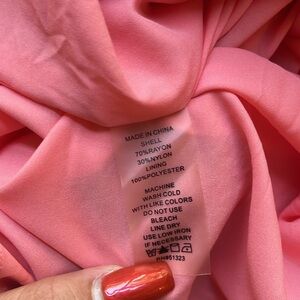 MADE IN CHINA
SHELL
70%RAYON
30%NYLON
LINING
100%POLYESTER
MACHINE
WASH COLD
WITH LIKE COLORS
DO NOT USE
BLEACH
LINE DRY
USE LOW IRON
IF NECESSARY